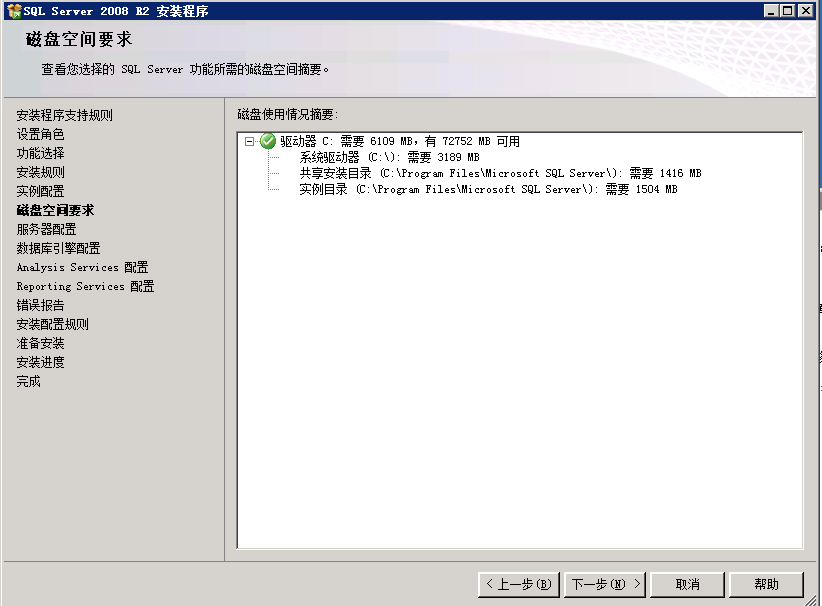 SQL Server 2008 R2 安装程序
磁盘空间要求
查看您选择的 SQL Server 功能所需的磁盘空间摘要。
安装程序支持规则
设置角色
功能选择
安装规则
实例配置
磁盘空间要求
服务器配置
数据库引擎配置
Analysis Services 配置
Reporting Services 配置
错误报告
安装配置规则
准备安装
安装进度
完成
磁盘使用情况摘要:
驱动器 C: 需要 6109 MB，有 72752 MB 可用
系统驱动器 (C:\): 需要 3189 MB
共享安装目录 (C:\Program Files\Microsoft SQL Server\): 需要 1416 MB
实例目录 (C:\Program Files\Microsoft SQL Server\): 需要 1504 MB
< 上一步(B) 下一步(N) > 取消 帮助